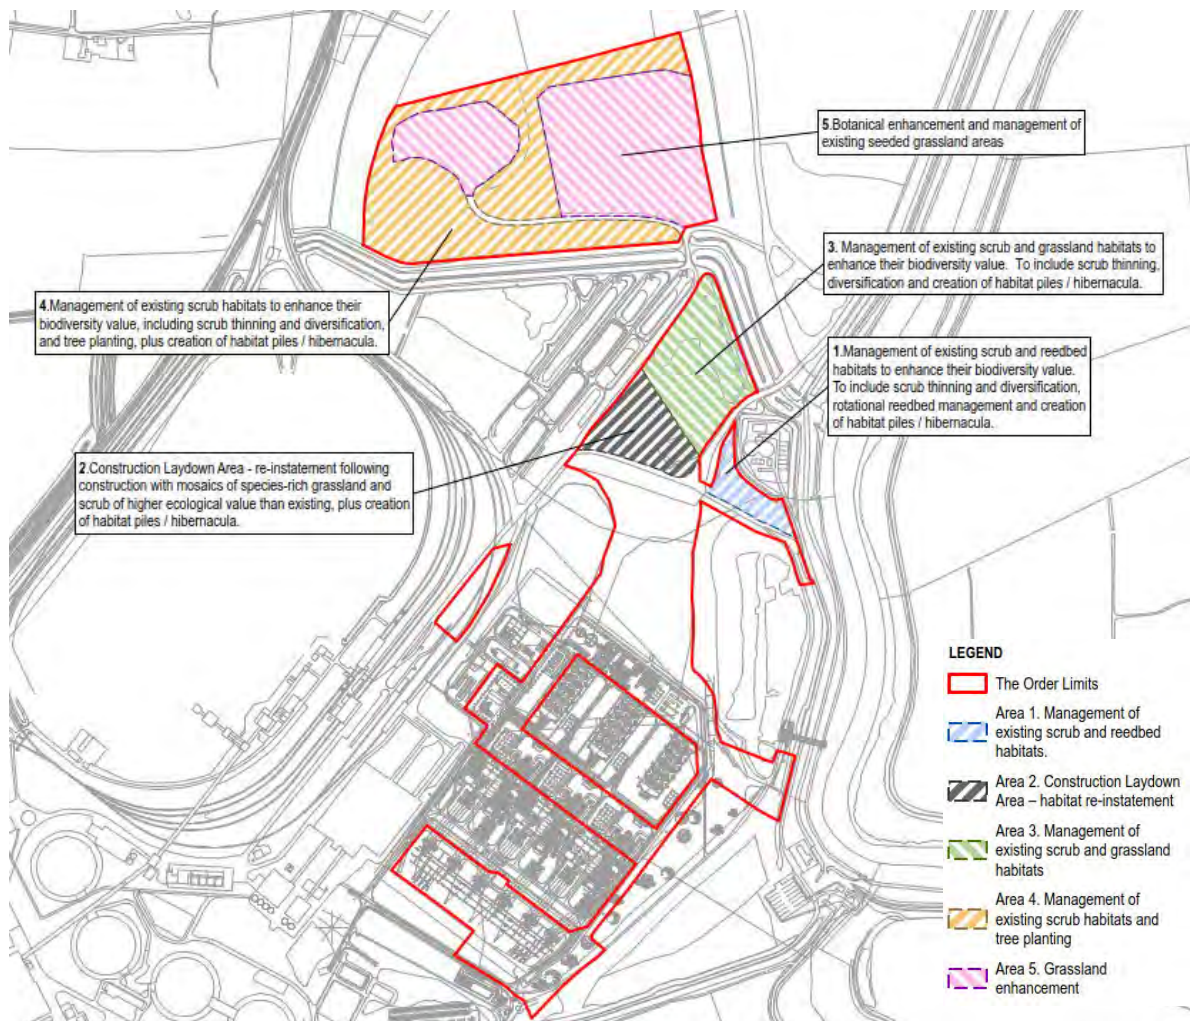 5.Botanical enhancement and management of
existing seeded grassland areas
3. Management of existing scrub and grassland habitats to
enhance their biodiversity value. To include scrub thinning,
diversification and creation of habitat piles / hibernacula.
4.Management of existing scrub habitats to enhance their
biodiversity value, including scrub thinning and diversification,
and tree planting, plus creation of habitat piles / hibernacula.
1.Management of existing scrub and reedbed
habitats to enhance their biodiversity value.
To include scrub thinning and diversification,
rotational reedbed management and creation
of habitat piles / hibernacula.
2.Construction Laydown Area - re-instatement following
construction with mosaics of species-rich grassland and
scrub of higher ecological value than existing, plus creation
of habitat piles / hibernacula.
LEGEND
The Order Limits
Area 1. Management of
existing scrub and reedbed
habitats.
Area 2. Construction Laydown
Area – habitat re-instatement
Area 3. Management of
existing scrub and grassland
habitats
Area 4. Management of
existing scrub habitats and
tree planting
Area 5. Grassland
enhancement